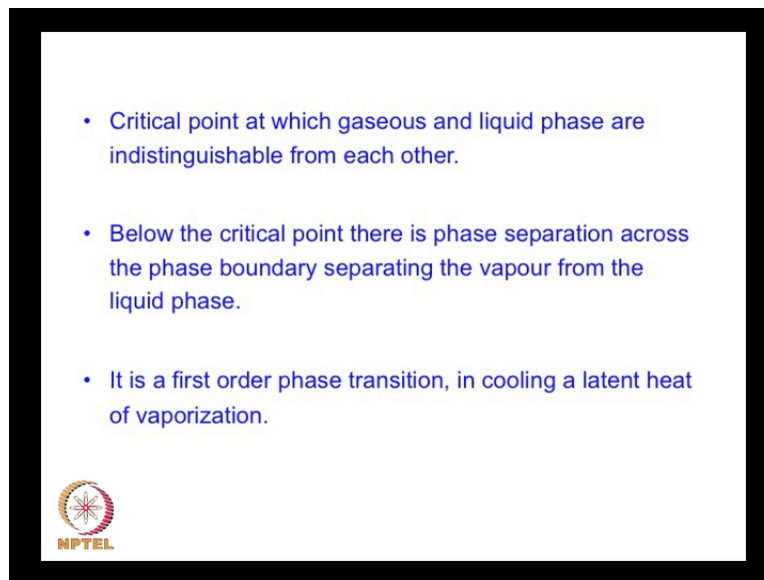 • Critical point at which gaseous and liquid phase are
indistinguishable from each other.
• Below the critical point there is phase separation across
the phase boundary separating the vapour from the
liquid phase.
• It is a first order phase transition, in cooling a latent heat
of vaporization.
NPTEL